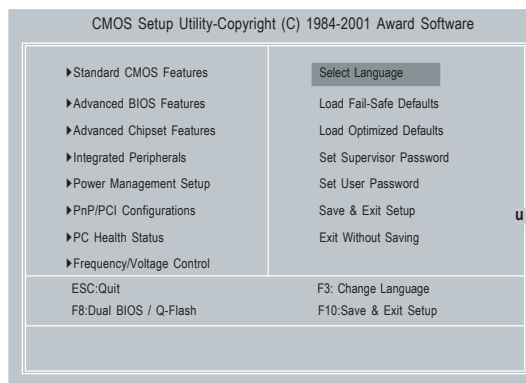 CMOS Setup Utility-Copyright (C) 1984-2001 Award Software
▶Standard CMOS Features
▶Advanced BIOS Features
▶Advanced Chipset Features
▶Integrated Peripherals
▶Power Management Setup
▶PnP/PCI Configurations
▶PC Health Status
▶Frequency/Voltage Control
Select Language
Load Fail-Safe Defaults
Load Optimized Defaults
Set Supervisor Password
Set User Password
Save & Exit Setup
Exit Without Saving
u
ESC:Quit
F3: Change Language
F8:Dual BIOS / Q-Flash
F10:Save & Exit Setup